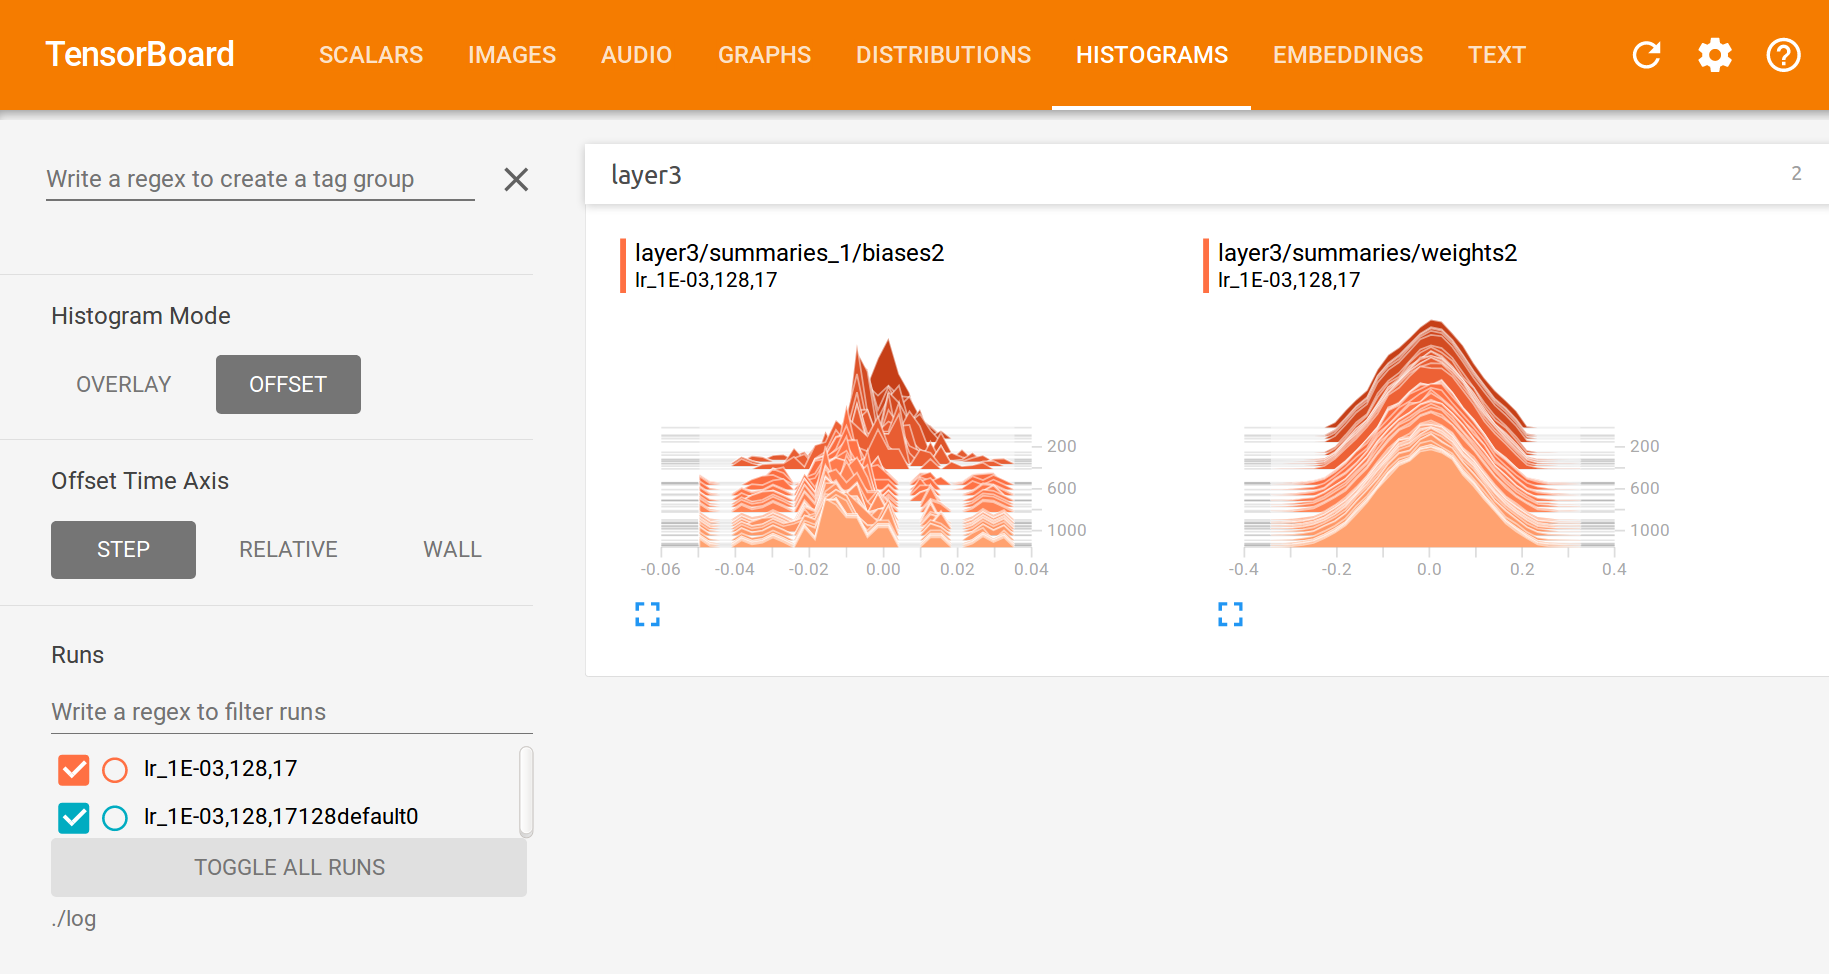 TensorBoard SCALARS IMAGES AUDIO GRAPHS DISTRIBUTIONS HISTOGRAMS EMBEDDINGS TEXT
Write a regex to create a tag group
Histogram Mode
OVERLAY OFFSET
Offset Time Axis
STEP RELATIVE WALL
Runs
Write a regex to filter runs
lr_1E-03,128,17
lr_1E-03,128,17128default0
TOGGLE ALL RUNS
./log
layer3 2
layer3/summaries_1/biases2
lr_1E-03,128,17
200
600
1000
-0.06 -0.04 -0.02 0.00 0.02 0.04
layer3/summaries/weights2
lr_1E-03,128,17
200
600
1000
-0.4 -0.2 0.0 0.2 0.4